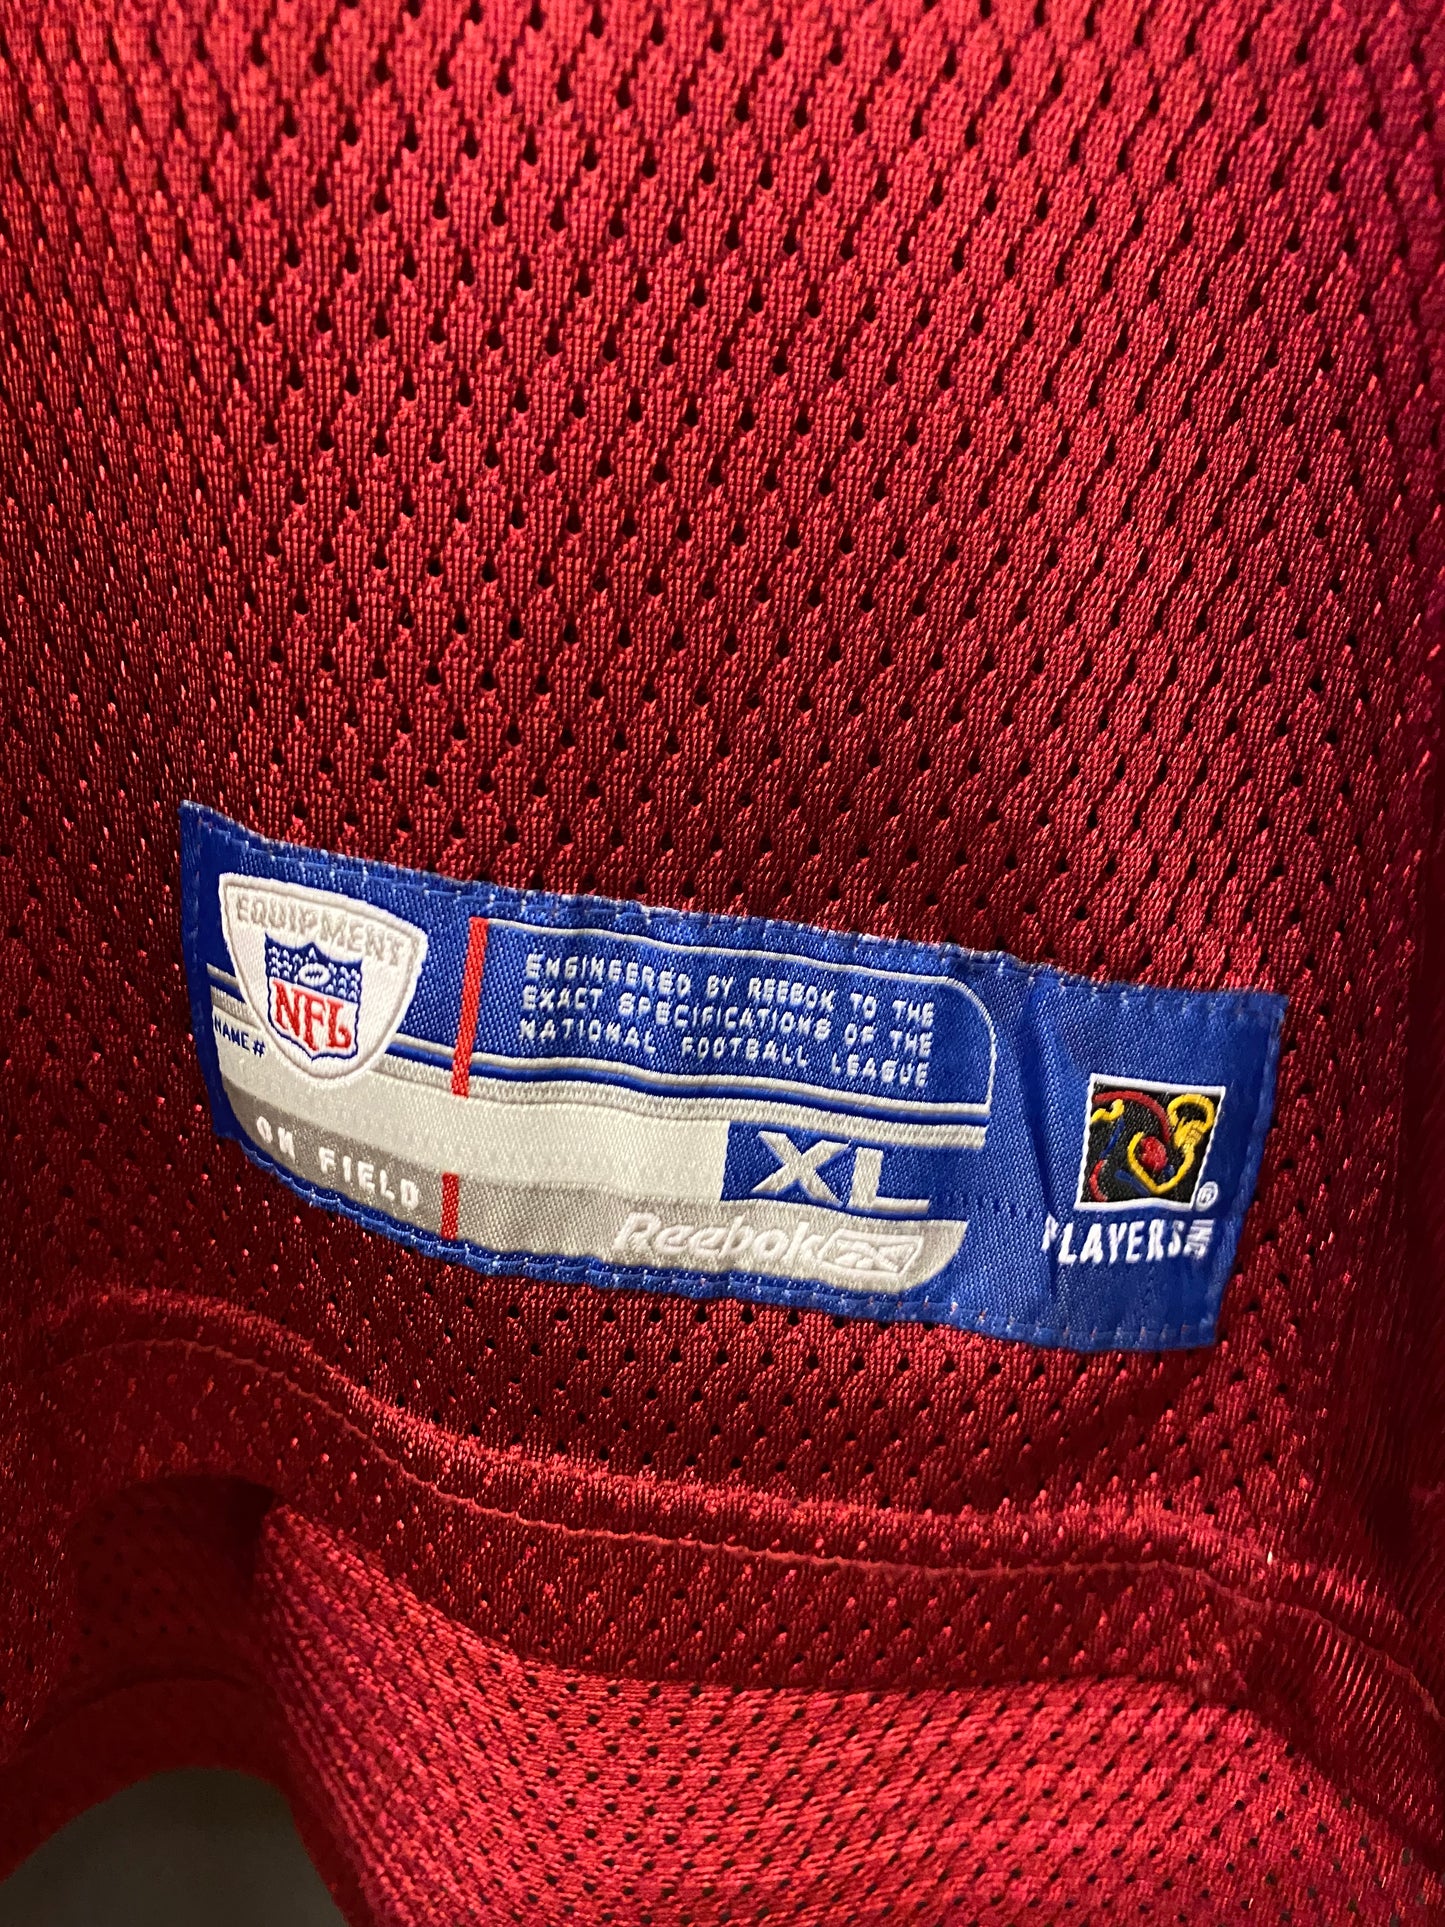 EQUIPMENT
NFL
NAME #
ENGINEERED BY REEBOK TO THE
EXACT SPECIFICATIONS OF THE
NATIONAL FOOTBALL LEAGUE
ON FIELD
XL
Reebok
®
PLAYERS INC